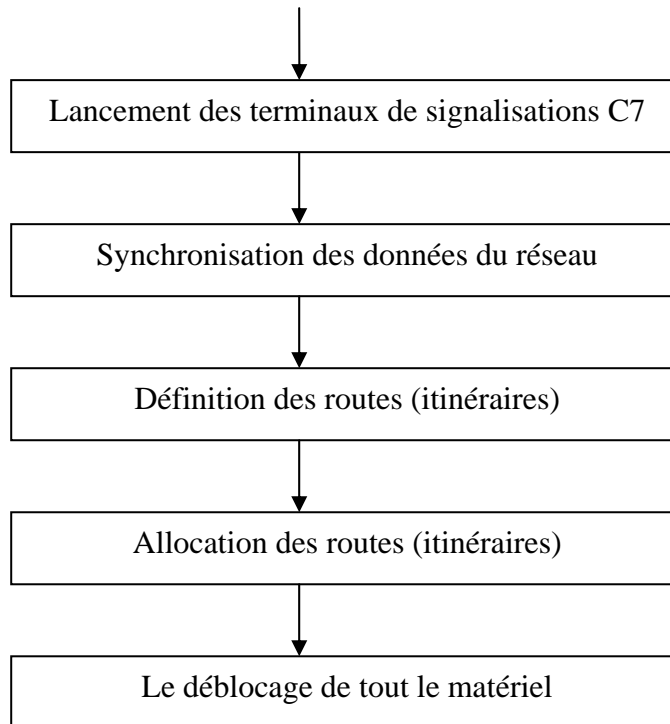 Lancement des terminaux de signalisations C7
Synchronisation des données du réseau
Définition des routes (itinéraires)
Allocation des routes (itinéraires)
Le déblocage de tout le matériel